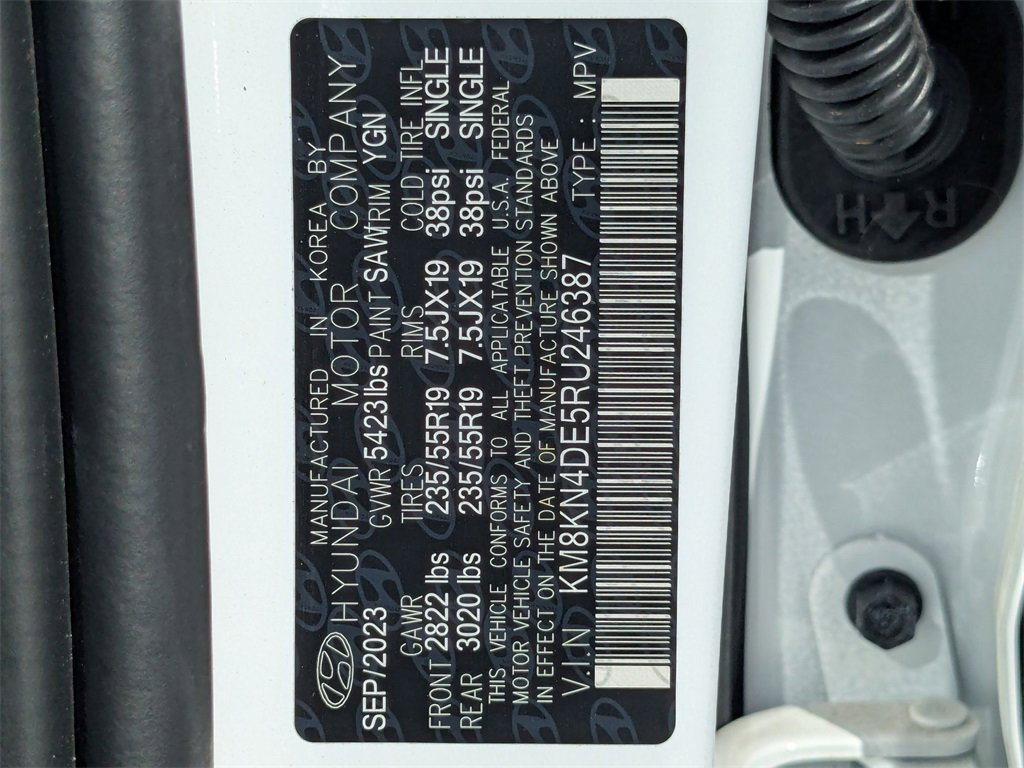 MANUFACTURED IN KOREA BY
HYUNDAI MOTOR COMPANY
SEP/2023 GVWR 5423lbs PAINT SAW TRIM YGN
GAWR TIRES RIMS COLD TIRE INFL
FRONT 2822 lbs 235/55R19 7.5JX19 38psi SINGLE
REAR 3020 lbs 235/55R19 7.5JX19 38psi SINGLE
THIS VEHICLE CONFORMS TO ALL APPLICATABLE U.S.A. FEDERAL
MOTOR VEHICLE SAFETY AND THEFT PREVENTION STANDARDS
IN EFFECT ON THE DATE OF MANUFACTURE SHOWN ABOVE
V.I.N KM8KN4DE5RU246387 TYPE : MPV
R H